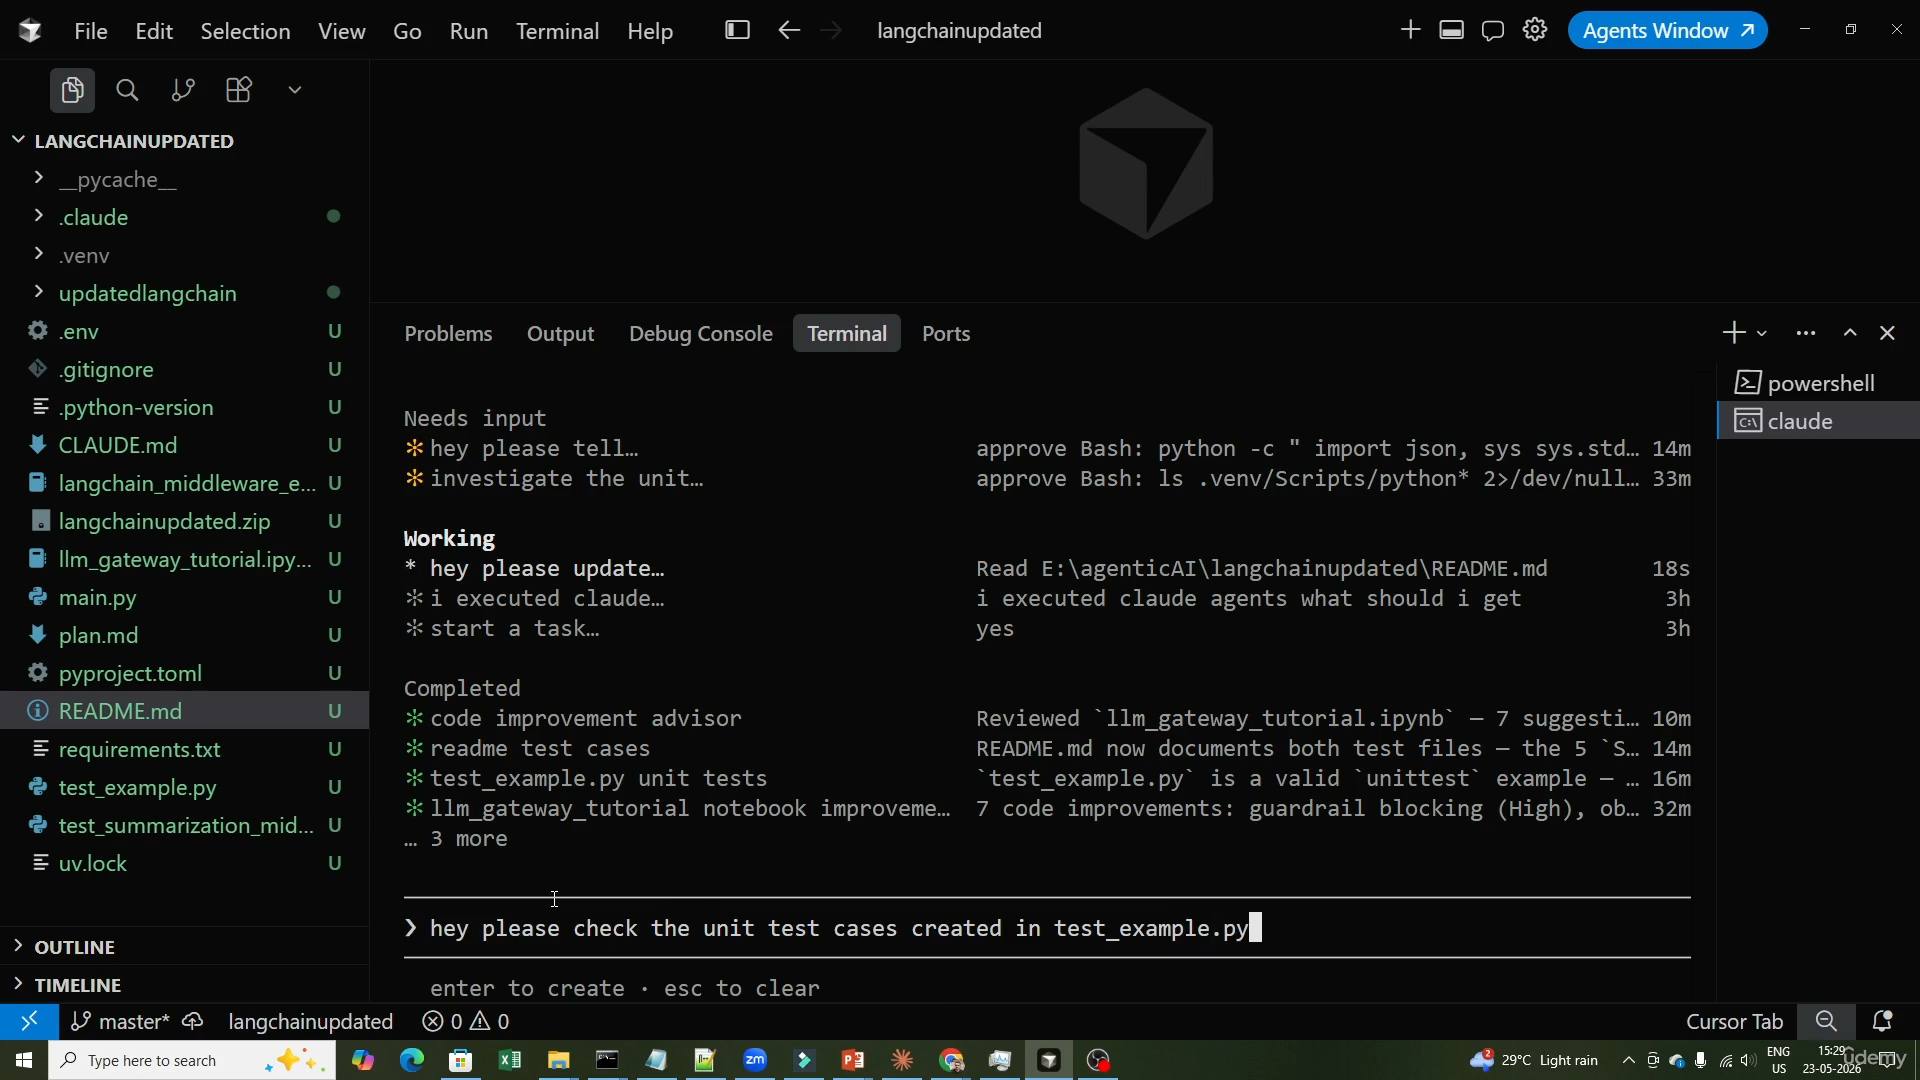 File Edit Selection View Go Run Terminal Help
langchainupdated
Agents Window
LANGCHAINUPDATED
__pycache__
.claude
.venv
updatedlangchain
.env U
.gitignore U
.python-version U
CLAUDE.md U
langchain_middleware_e... U
langchainupdated.zip U
llm_gateway_tutorial.ipy... U
main.py U
plan.md U
pyproject.toml U
README.md U
requirements.txt U
test_example.py U
test_summarization_mid... U
uv.lock U
OUTLINE
TIMELINE
Problems Output Debug Console Terminal Ports
powershell
claude
Needs input
hey please tell… approve Bash: python -c " import json, sys sys.std… 14m
investigate the unit… approve Bash: ls .venv/Scripts/python* 2>/dev/null… 33m
Working
* hey please update… Read E:\agenticAI\langchainupdated\README.md 18s
i executed claude… i executed claude agents what should i get 3h
start a task… yes 3h
Completed
code improvement advisor Reviewed `llm_gateway_tutorial.ipynb` — 7 suggesti… 10m
readme test cases README.md now documents both test files — the 5 `S… 14m
test_example.py unit tests `test_example.py` is a valid `unittest` example — … 16m
llm_gateway_tutorial notebook improveme… 7 code improvements: guardrail blocking (High), ob… 32m
… 3 more
❯ hey please check the unit test cases created in test_example.py
enter to create · esc to clear
master* langchainupdated 0 0 Cursor Tab
Type here to search
2 29°C Light rain
ENG
US
15:29
23-05-2026
udemy